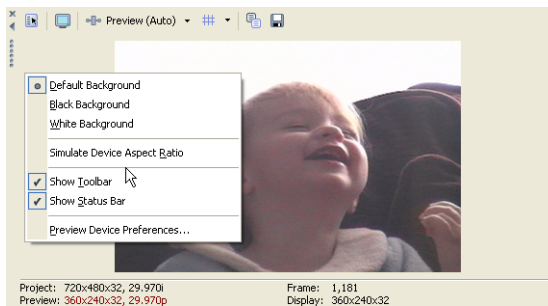 Preview (Auto)
Default Background
Black Background
White Background
Simulate Device Aspect Ratio
Show Toolbar
Show Status Bar
Preview Device Preferences...
Project: 720x480x32, 29.970i Frame: 1,181
Preview: 360x240x32, 29.970p Display: 360x240x32